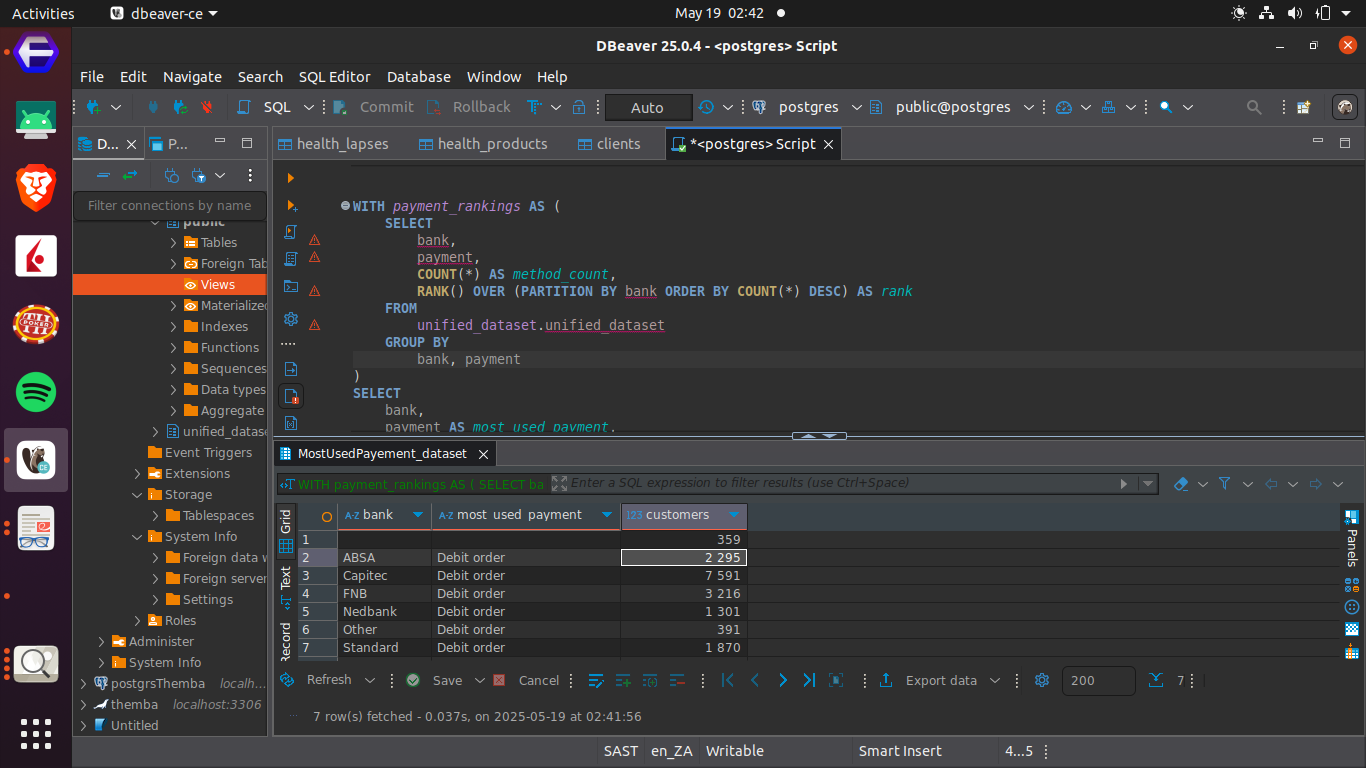 Activities dbeaver-ce May 19 02:42
DBeaver 25.0.4 - <postgres> Script
File Edit Navigate Search SQL Editor Database Window Help
SQL Commit Rollback T Auto postgres public@postgres
D... P... health_lapses health_products clients *<postgres> Script
Filter connections by name
public
Tables
Foreign Tab
Views
Materialized
Indexes
Functions
Sequences
Data types
Aggregate
unified_datase
Event Triggers
Extensions
Storage
Tablespaces
System Info
Foreign data w
Foreign server
Settings
Roles
Administer
System Info
postgrsThemba localh...
themba localhost:3306
Untitled
WITH payment_rankings AS (
SELECT
bank,
payment,
COUNT(*) AS method_count,
RANK() OVER (PARTITION BY bank ORDER BY COUNT(*) DESC) AS rank
FROM
unified_dataset.unified_dataset
GROUP BY
bank, payment
)
SELECT
bank,
payment AS most_used_payment,
MostUsedPayement_dataset
WITH payment_rankings AS ( SELECT ba Enter a SQL expression to filter results (use Ctrl+Space)
Grid
Text
Record
Panels
A-Z bank A-Z most_used_payment 123 customers
1 359
2 ABSA Debit order 2 295
3 Capitec Debit order 7 591
4 FNB Debit order 3 216
5 Nedbank Debit order 1 301
6 Other Debit order 391
7 Standard Debit order 1 870
Refresh Save Cancel Export data 200 7
7 row(s) fetched - 0.037s, on 2025-05-19 at 02:41:56
SAST en_ZA Writable Smart Insert 4...5